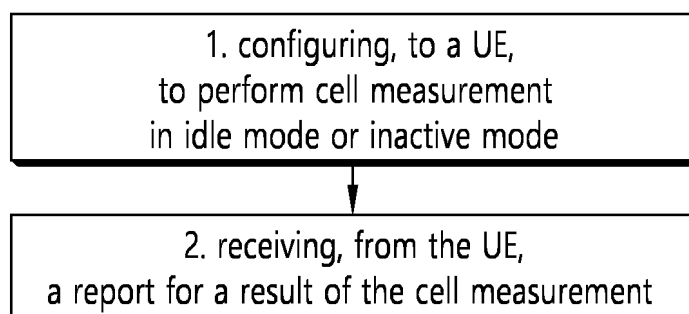 1. configuring, to a UE,
to perform cell measurement
in idle mode or inactive mode
2. receiving, from the UE,
a report for a result of the cell measurement